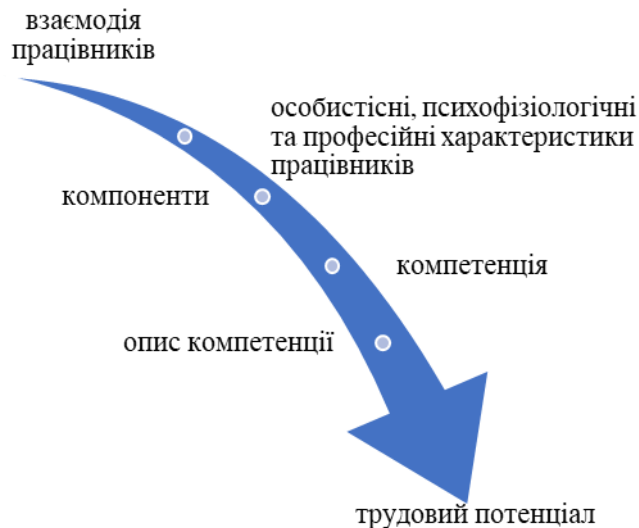 взаємодія
працівників
особистісні, психофізіологічні
та професійні характеристики
працівників
компоненти
компетенція
опис компетенції
трудовий потенціал